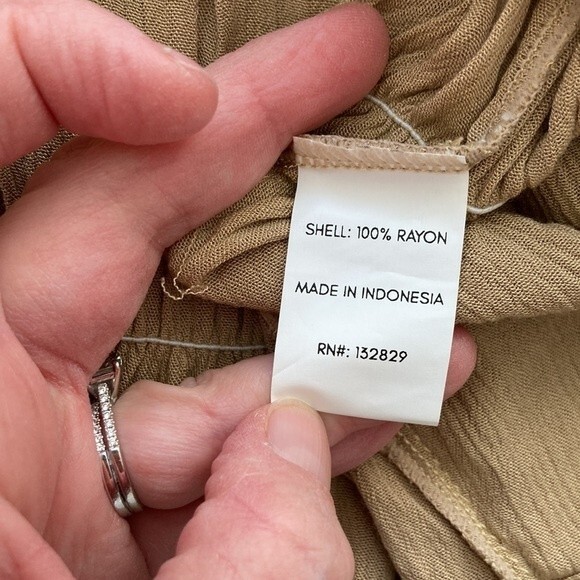 SHELL: 100% RAYON
MADE IN INDONESIA
RN#: 132829